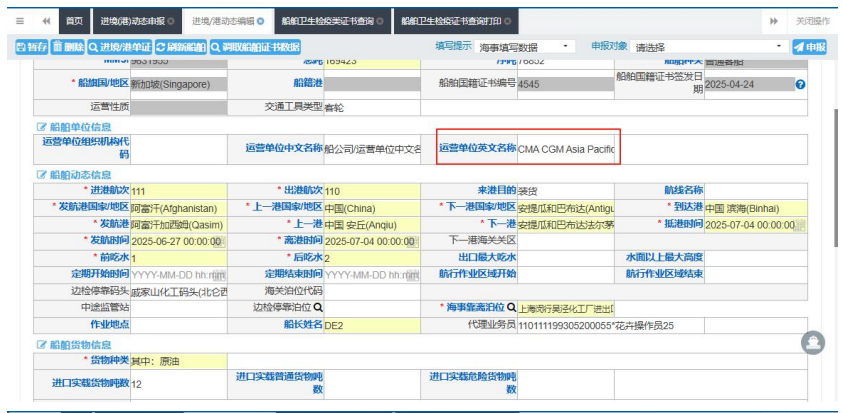 首页 进境(港)动态申报 进境/港动态编辑 船舶卫生检疫类证书查询 船舶卫生检疫证书查询打印 关闭操作
暂存 删除 进境/港单证 刷新船舶 调取船舶证书数据 填写提示 海事填写数据 申报对象 请选择 申报
MMSI 9631955 总吨 169423 净吨 76852 船舶种类 普通客船
* 船旗国/地区 新加坡(Singapore) 船籍港 船舶国籍证书编号 4545 船舶国籍证书签发日期 2025-04-24
运营性质 交通工具类型 客轮
船舶单位信息
运营单位组织机构代码 运营单位中文名称 船公司/运营单位中文名 运营单位英文名称 CMA CGM Asia Pacific
船舶动态信息
* 进港航次 111 * 出港航次 110 来港目的 装货 航线名称
* 发航港国家/地区 阿富汗(Afghanistan) * 上一港国家/地区 中国(China) * 下一港国家/地区 安提瓜和巴布达(Antigu * 到达港 中国 滨海(Binhai)
* 发航港 阿富汗加西姆(Qasim) * 上一港 中国 安丘(Anqiu) * 下一港 安提瓜和巴布达法尔茅 * 抵港时间 2025-07-04 00:00:00
* 发航时间 2025-06-27 00:00:00 * 离港时间 2025-07-04 00:00:00 下一港海关关区
* 前吃水 1 * 后吃水 2 出口最大吃水 水面以上最大高度
定期开始时间 YYYY-MM-DD hh:mm 定期结束时间 YYYY-MM-DD hh:mm 航行作业区域开始 航行作业区域结束
边检停靠码头 戚家山化工码头(北仑西 海关泊位代码
中途监管站 边检停靠泊位 * 海事靠离泊位 上海闵行吴泾化工厂进出口
作业地点 船长姓名 DE2 代理业务员 110111199305200055*花卉操作员25
船舶货物信息
* 货物种类 其中：原油
进口实载货物吨数 12 进口实载普通货物吨数 进口实载危险货物吨数